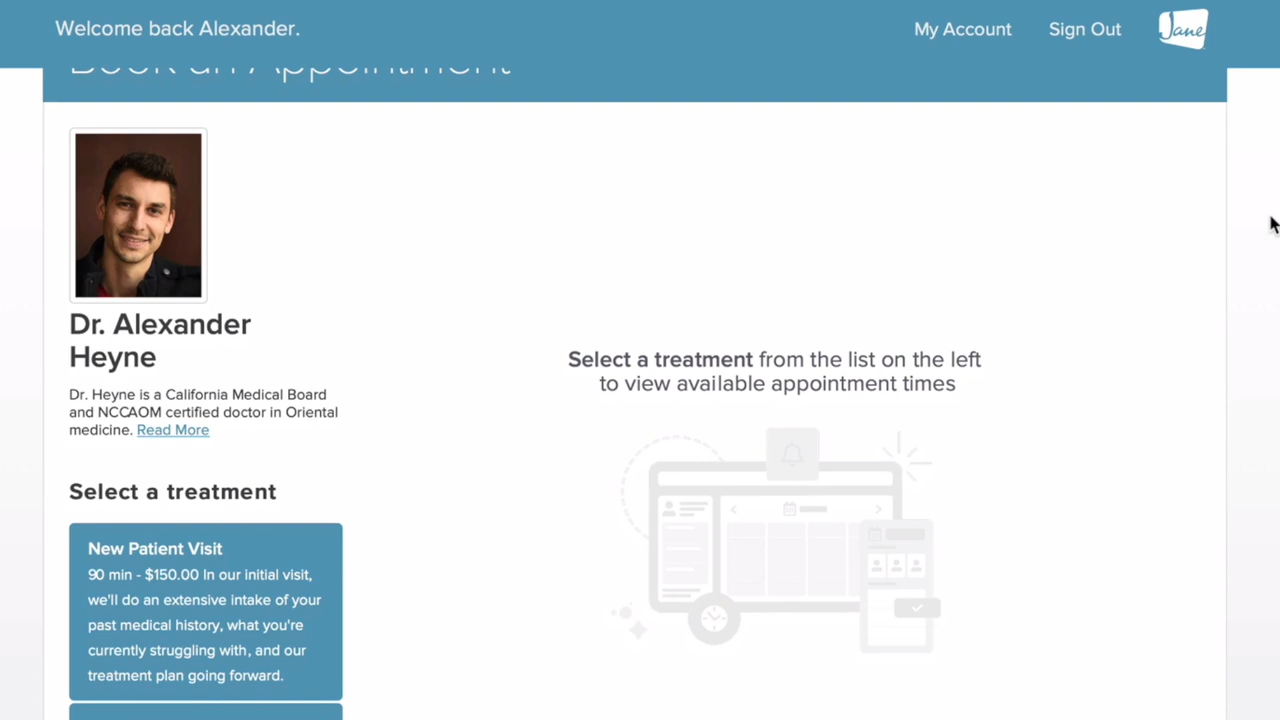 Welcome back Alexander.
My Account
Sign Out
Jane
Book an Appointment
Dr. Alexander
Heyne
Dr. Heyne is a California Medical Board
and NCCAOM certified doctor in Oriental
medicine. Read More
Select a treatment
New Patient Visit
90 min - $150.00 In our initial visit,
we'll do an extensive intake of your
past medical history, what you're
currently struggling with, and our
treatment plan going forward.
Select a treatment from the list on the left
to view available appointment times